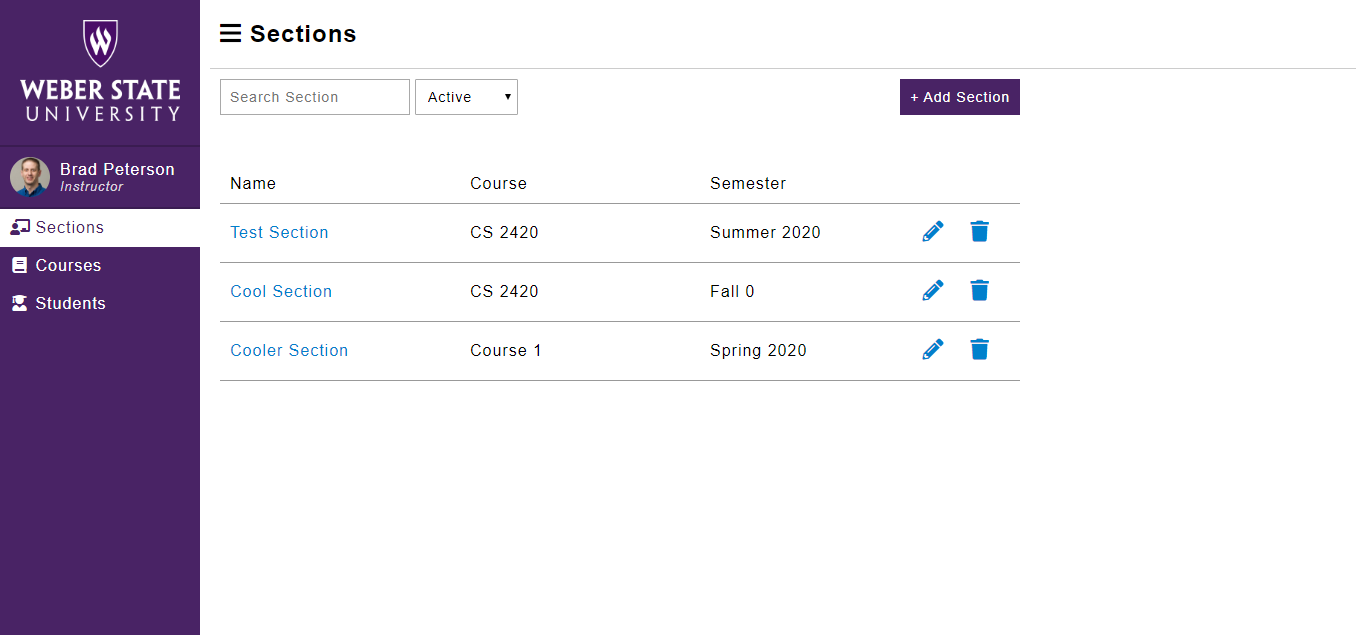 WEBER STATE
UNIVERSITY
Brad Peterson
Instructor
Sections
Courses
Students
Sections
Search Section
Active
+ Add Section
Name Course Semester
Test Section CS 2420 Summer 2020
Cool Section CS 2420 Fall 0
Cooler Section Course 1 Spring 2020